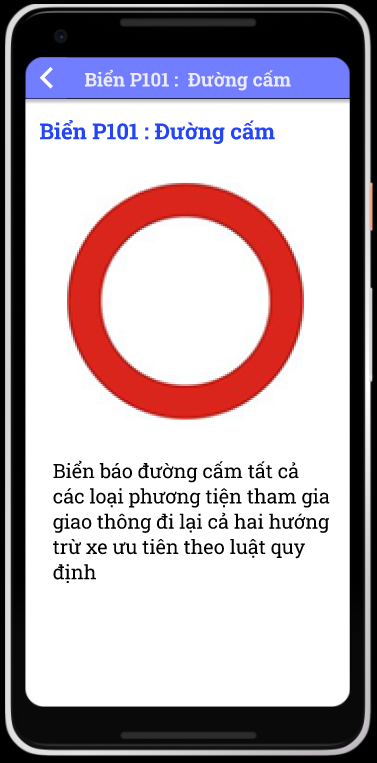 Biển P101 : Đường cấm
Biển P101 : Đường cấm
Biển báo đường cấm tất cả
các loại phương tiện tham gia
giao thông đi lại cả hai hướng
trừ xe ưu tiên theo luật quy
định